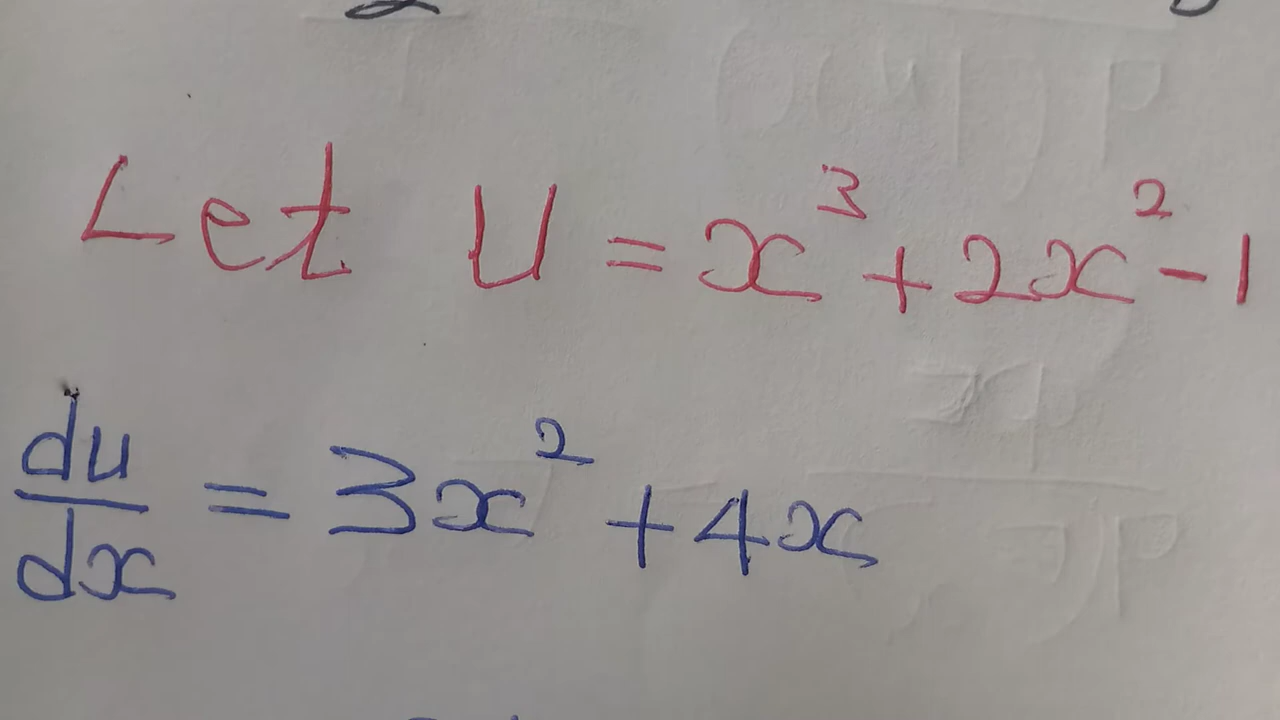 Let U = x³ + 2x² - 1
du/dx = 3x² + 4x